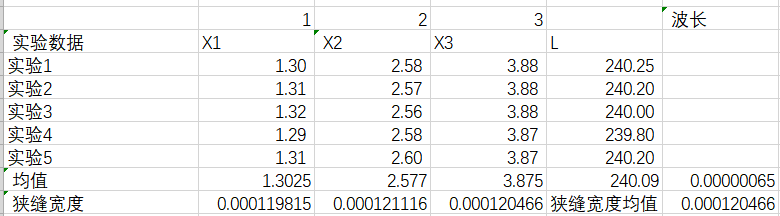 1 2 3 波长
实验数据 X1 X2 X3 L
实验1 1.30 2.58 3.88 240.25
实验2 1.31 2.57 3.88 240.20
实验3 1.32 2.56 3.88 240.00
实验4 1.29 2.58 3.87 239.80
实验5 1.31 2.60 3.87 240.20
均值 1.3025 2.577 3.875 240.09 0.00000065
狭缝宽度 0.000119815 0.000121116 0.000120466 狭缝宽度均值 0.000120466